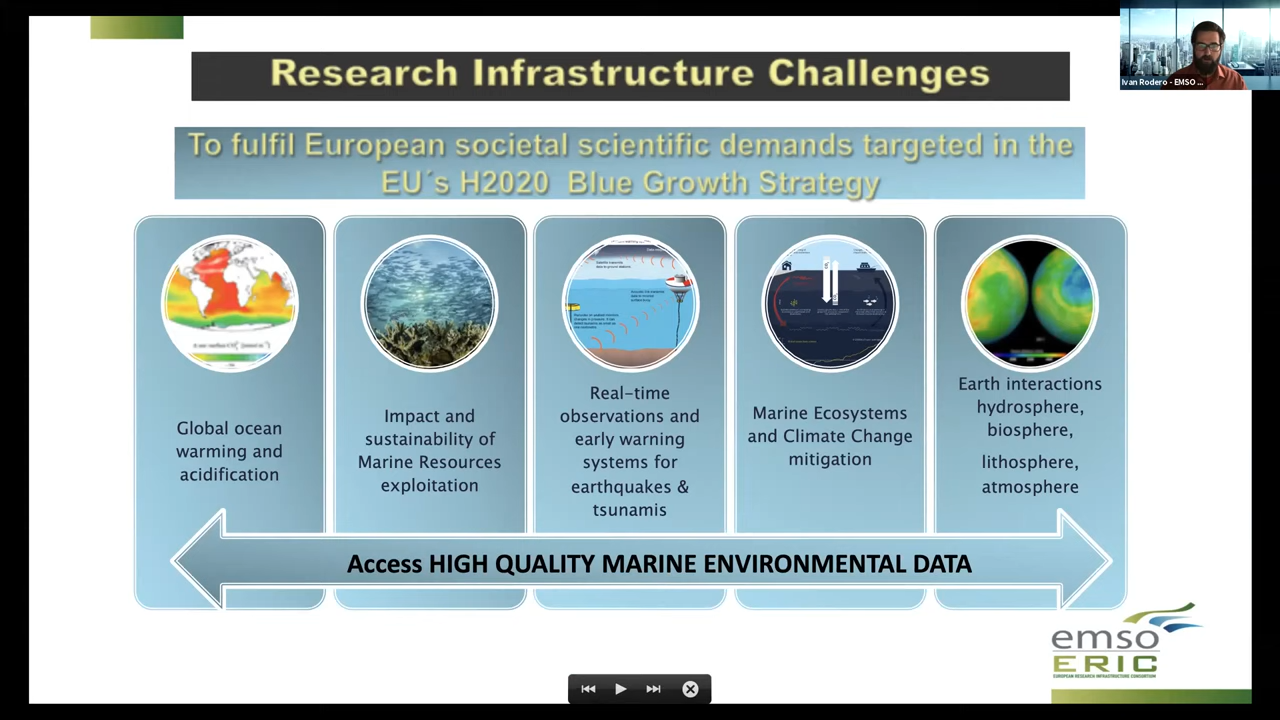 Research Infrastructure Challenges
Ivan Rodero - EMSO ...
To fulfil European societal scientific demands targeted in the
EU´s H2020 Blue Growth Strategy
Global ocean
warming and
acidification
Impact and
sustainability of
Marine Resources
exploitation
Real-time
observations and
early warning
systems for
earthquakes &
tsunamis
Marine Ecosystems
and Climate Change
mitigation
Earth interactions
hydrosphere,
biosphere,
lithosphere,
atmosphere
Access HIGH QUALITY MARINE ENVIRONMENTAL DATA
emso
ERIC
EUROPEAN RESEARCH INFRASTRUCTURE CONSORTIUM